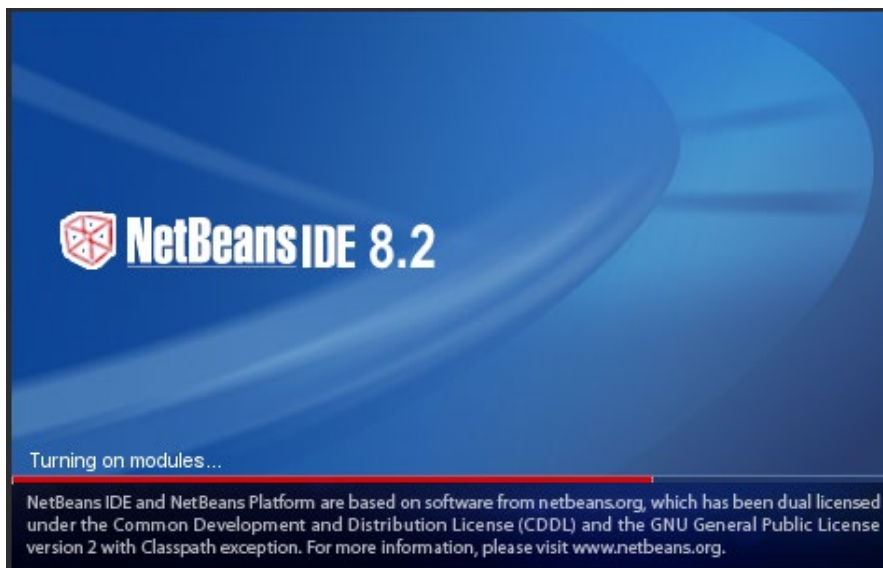 NetBeans IDE 8.2
Turning on modules...
NetBeans IDE and NetBeans Platform are based on software from netbeans.org, which has been dual licensed
under the Common Development and Distribution License (CDDL) and the GNU General Public License
version 2 with Classpath exception. For more information, please visit www.netbeans.org.